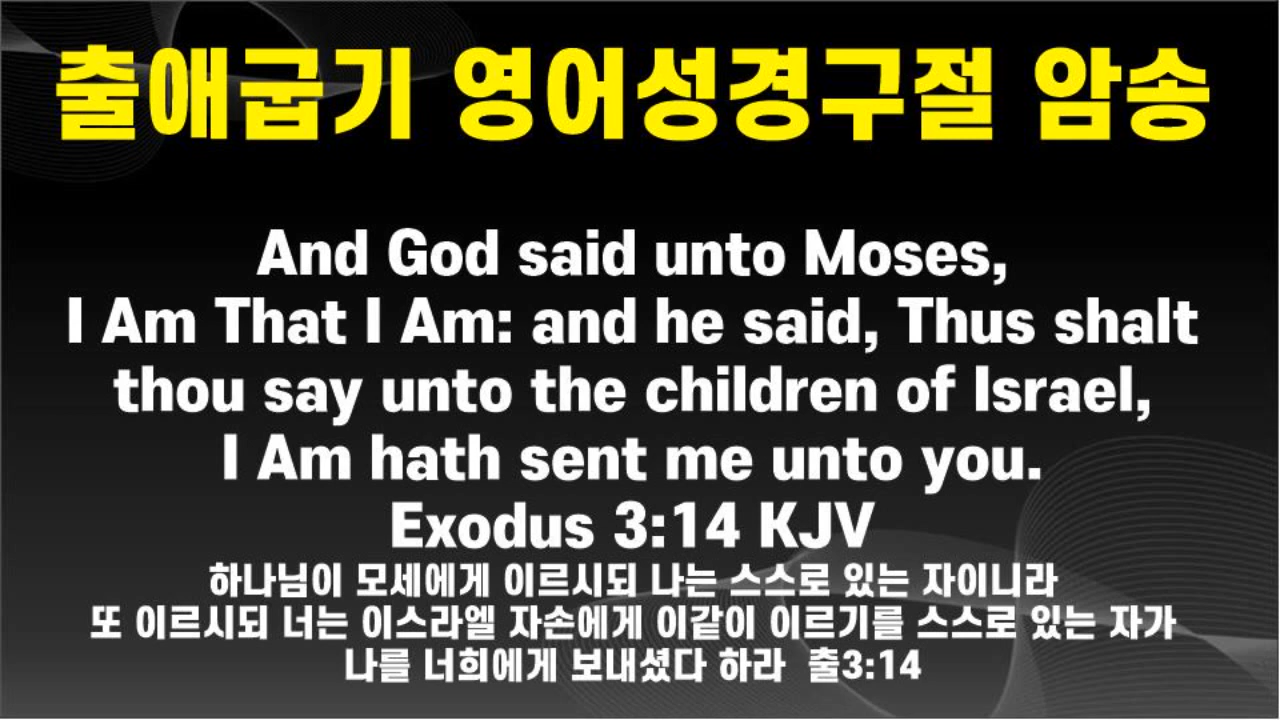 출애굽기 영어성경구절 암송
And God said unto Moses,
I Am That I Am: and he said, Thus shalt
thou say unto the children of Israel,
I Am hath sent me unto you.
Exodus 3:14 KJV
하나님이 모세에게 이르시되 나는 스스로 있는 자이니라
또 이르시되 너는 이스라엘 자손에게 이같이 이르기를 스스로 있는 자가
나를 너희에게 보내셨다 하라 출3:14